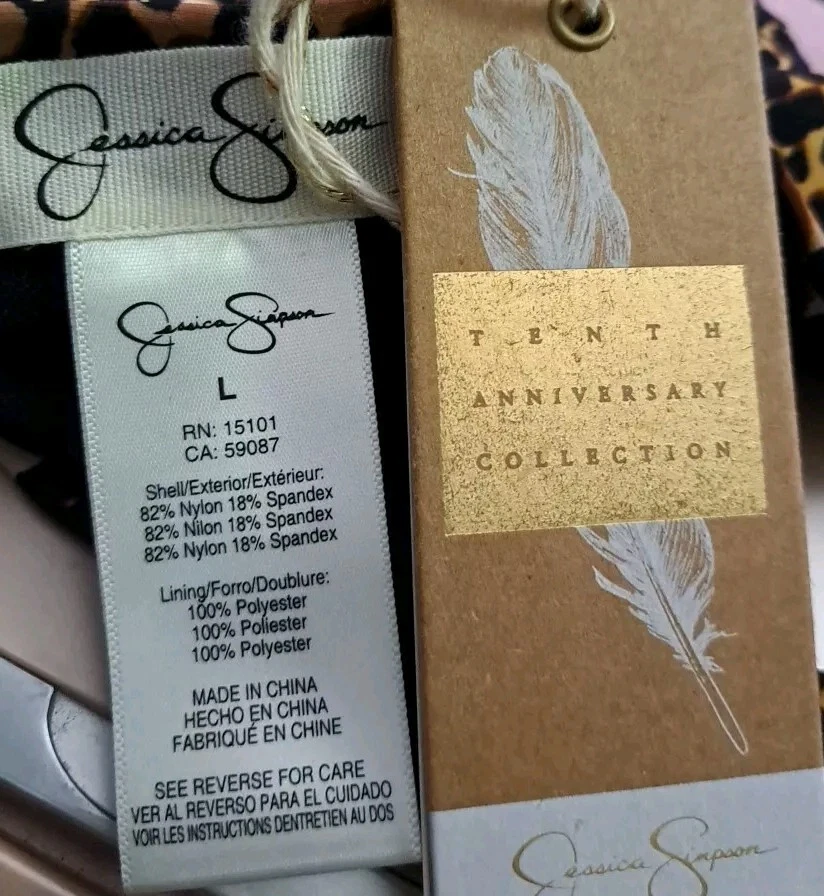 Jessica Simpson
Jessica Simpson
L
RN: 15101
CA: 59087
Shell/Exterior/Extérieur:
82% Nylon 18% Spandex
82% Nilon 18% Spandex
82% Nylon 18% Spandex
Lining/Forro/Doublure:
100% Polyester
100% Poliester
100% Polyester
MADE IN CHINA
HECHO EN CHINA
FABRIQUÉ EN CHINE
SEE REVERSE FOR CARE
VER AL REVERSO PARA EL CUIDADO
VOIR LES INSTRUCTIONS DENTRETIEN AU DOS
TENTH
ANNIVERSARY
COLLECTION
Jessica Simpson